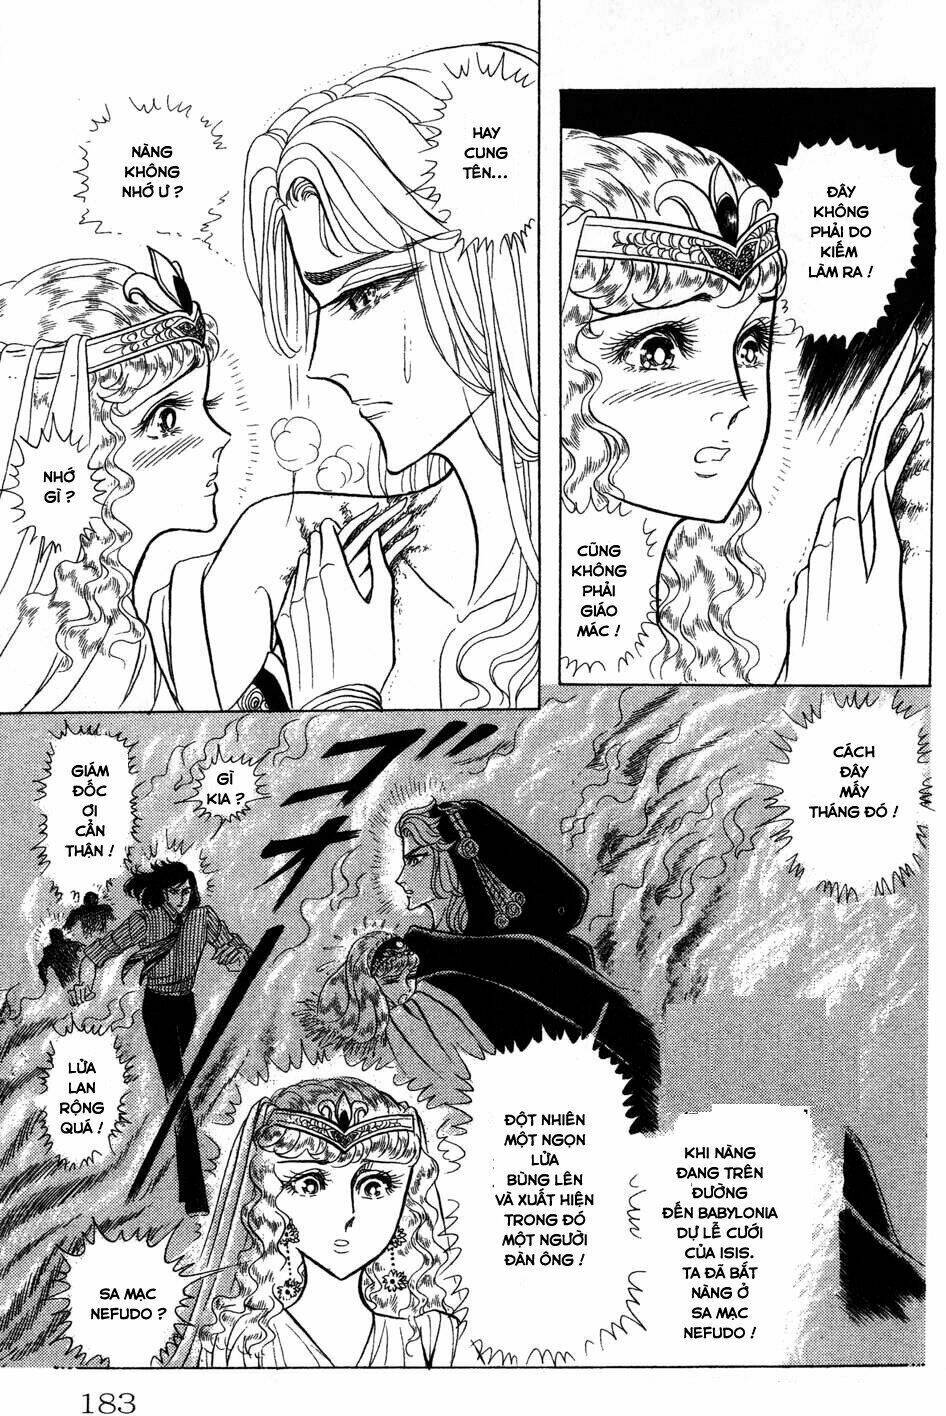 ĐÂY
KHÔNG
PHẢI DO
KIẾM
LÀM RA !
CŨNG
KHÔNG
PHẢI
GIÁO
MÁC !
HAY
CUNG
TÊN...
NÀNG
KHÔNG
NHỚ Ư ?
NHỚ
GÌ ?
CÁCH
ĐÂY
MẤY
THÁNG ĐÓ !
KHI NÀNG
ĐANG TRÊN
ĐƯỜNG
ĐẾN BABYLONIA
DỰ LỄ CƯỚI
CỦA ISIS.
TA ĐÃ BẮT
NÀNG Ở
SA MẠC
NEFUDO !
ゴオ
ĐỘT NHIÊN
MỘT NGỌN
LỬA
BÙNG LÊN
VÀ XUẤT HIỆN
TRONG ĐÓ
MỘT NGƯỜI
ĐÀN ÔNG !
GÌ
KIA ?
GIÁM
ĐỐC
ƠI
CẨN
THẬN !
LỬA
LAN
RỘNG
QUÁ !
SA MẠC
NEFUDO ?
183